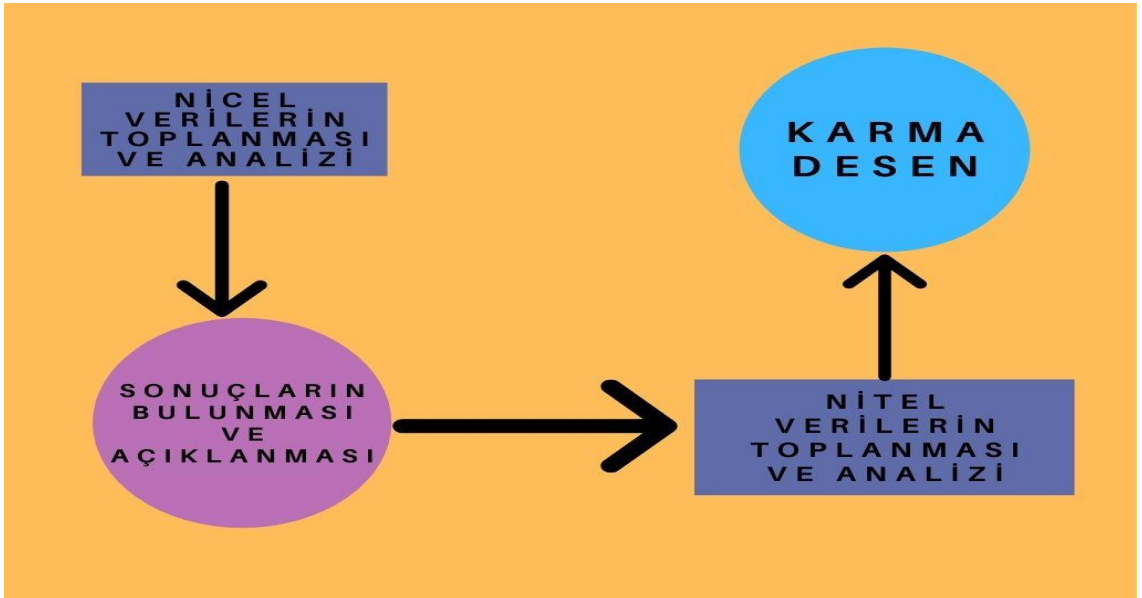 NİCEL
VERİLERİN
TOPLANMASI
VE ANALİZİ
SONUÇLARIN
BULUNMASI
VE
AÇIKLANMASI
NİTEL
VERİLERİN
TOPLANMASI
VE ANALİZİ
KARMA
DESEN